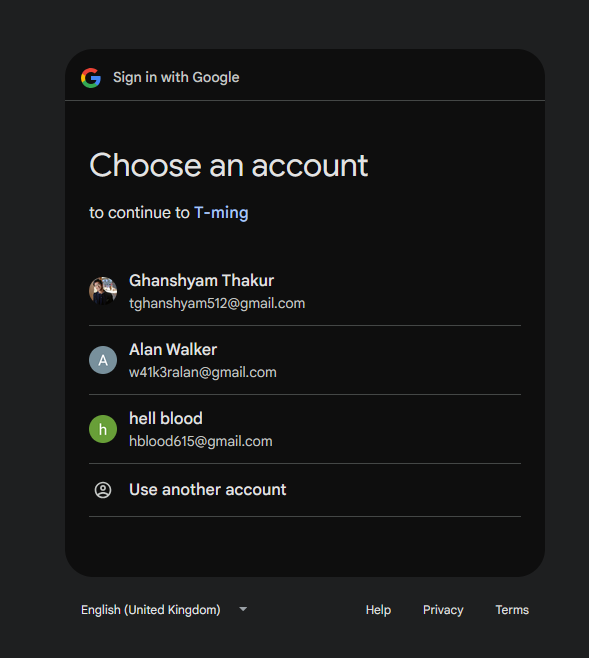 Sign in with Google
Choose an account
to continue to T-ming
Ghanshyam Thakur
tghanshyam512@gmail.com
A
Alan Walker
w41k3ralan@gmail.com
h
hell blood
hblood615@gmail.com
Use another account
English (United Kingdom) Help Privacy Terms